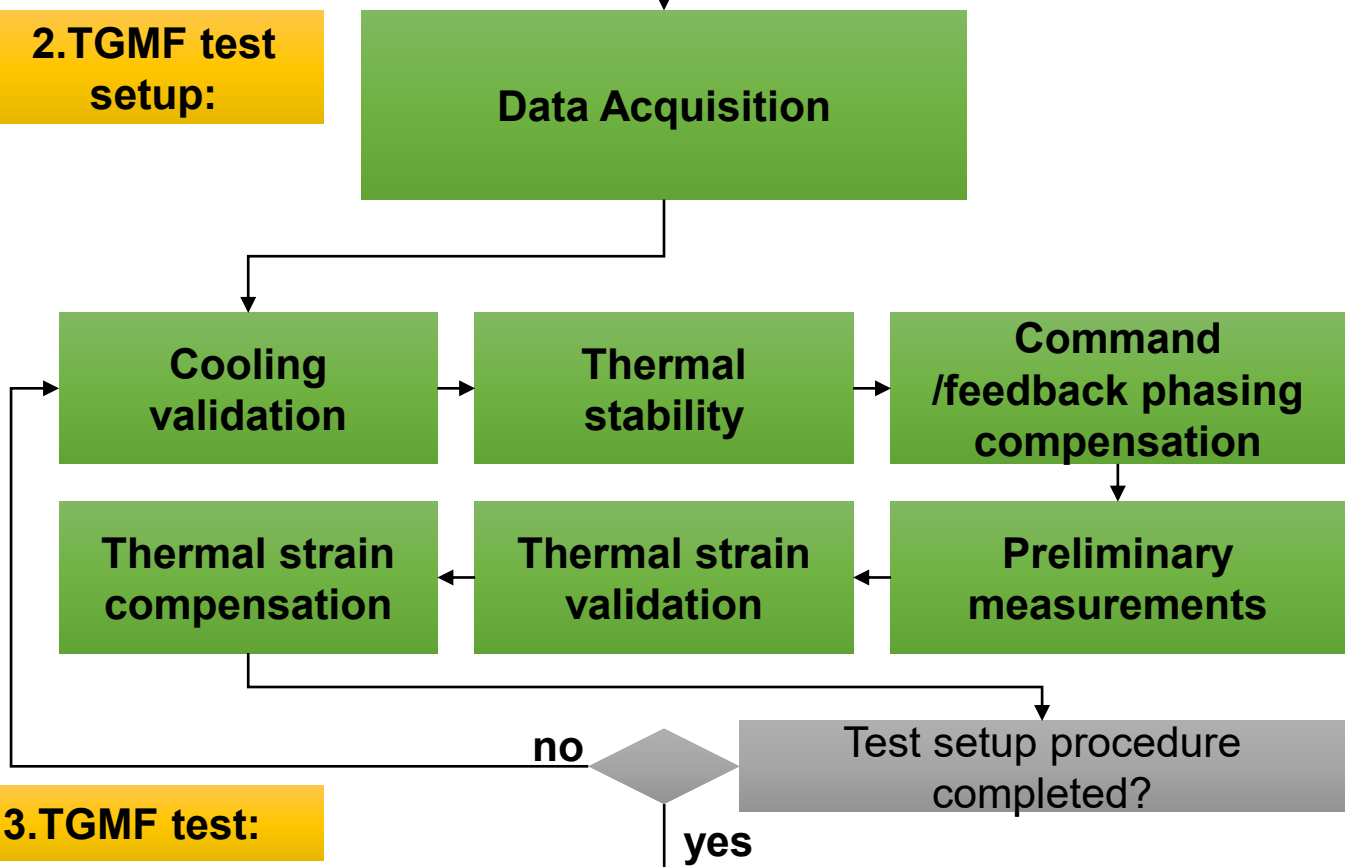 2.TGMF test
setup:
Data Acquisition
Cooling
validation
Thermal
stability
Command
/feedback phasing
compensation
Thermal strain
compensation
Thermal strain
validation
Preliminary
measurements
no
Test setup procedure
completed?
3.TGMF test:
yes